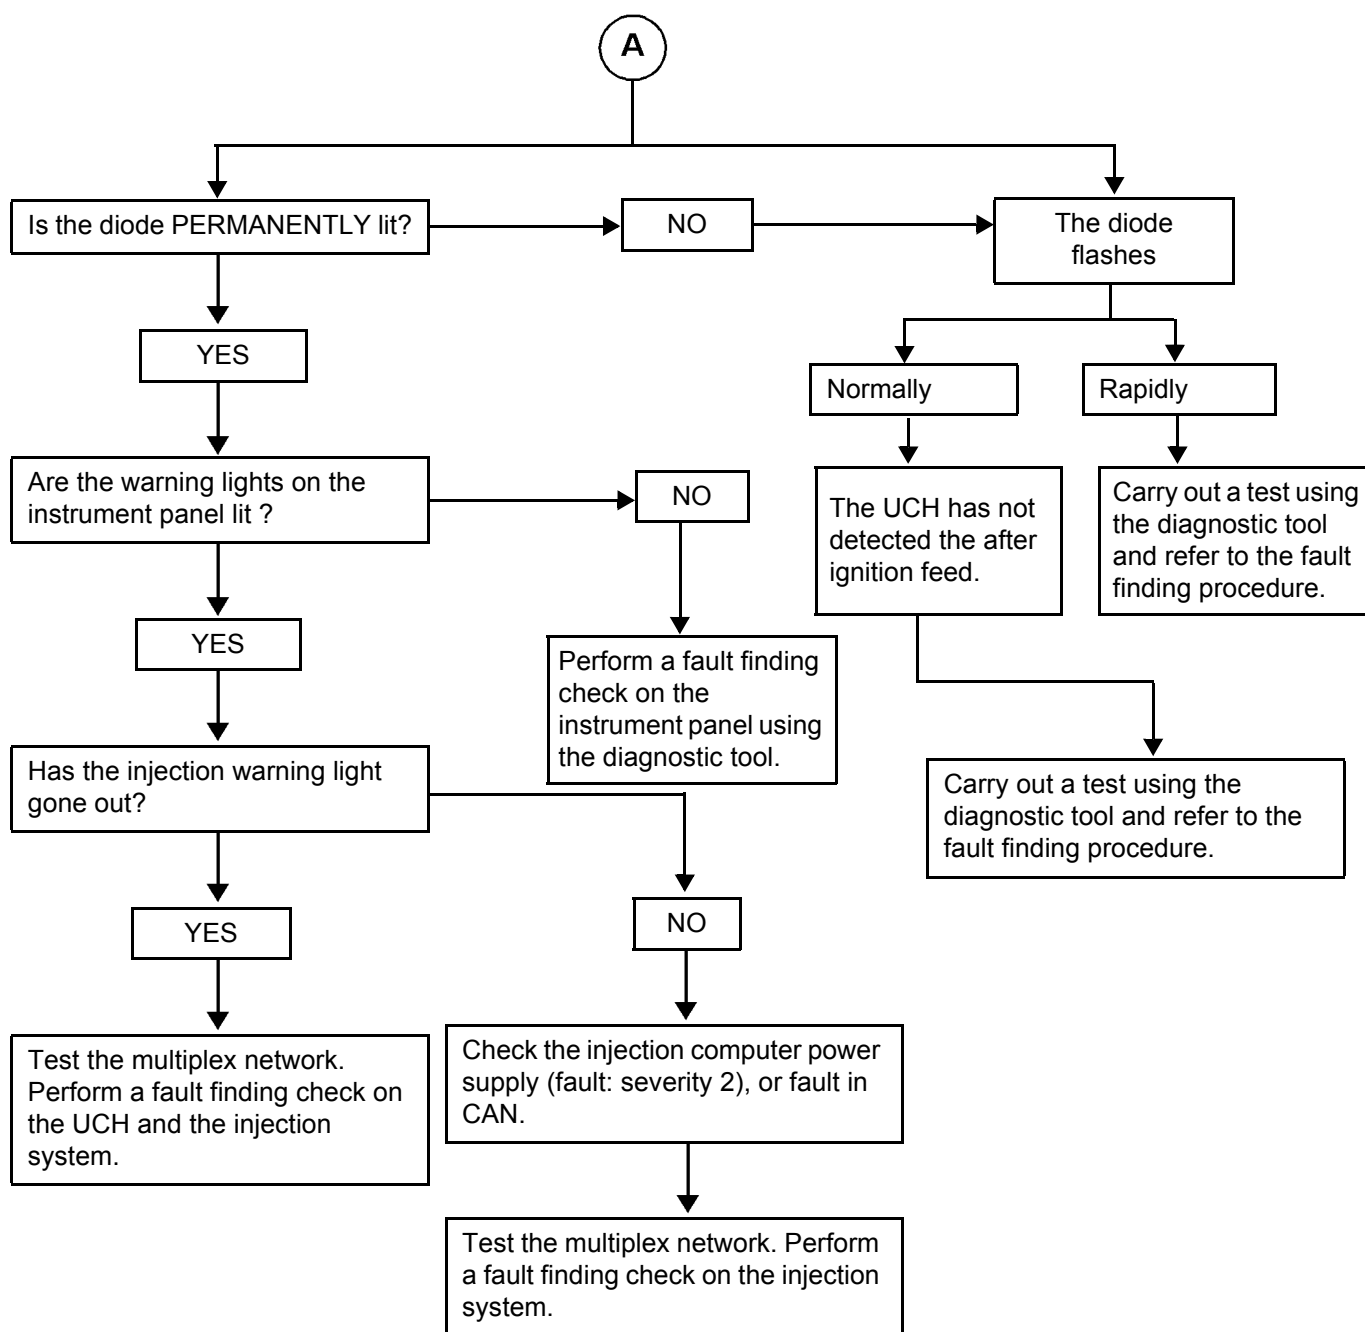 A
Is the diode PERMANENTLY lit?
NO
The diode
flashes
YES
Normally
Rapidly
Are the warning lights on the
instrument panel lit ?
NO
The UCH has not
detected the after
ignition feed.
Carry out a test using
the diagnostic tool
and refer to the fault
finding procedure.
YES
Perform a fault finding
check on the
instrument panel using
the diagnostic tool.
Has the injection warning light
gone out?
Carry out a test using the
diagnostic tool and refer to the
fault finding procedure.
YES
NO
Test the multiplex network.
Perform a fault finding check on
the UCH and the injection
system.
Check the injection computer power
supply (fault: severity 2), or fault in
CAN.
Test the multiplex network. Perform
a fault finding check on the injection
system.